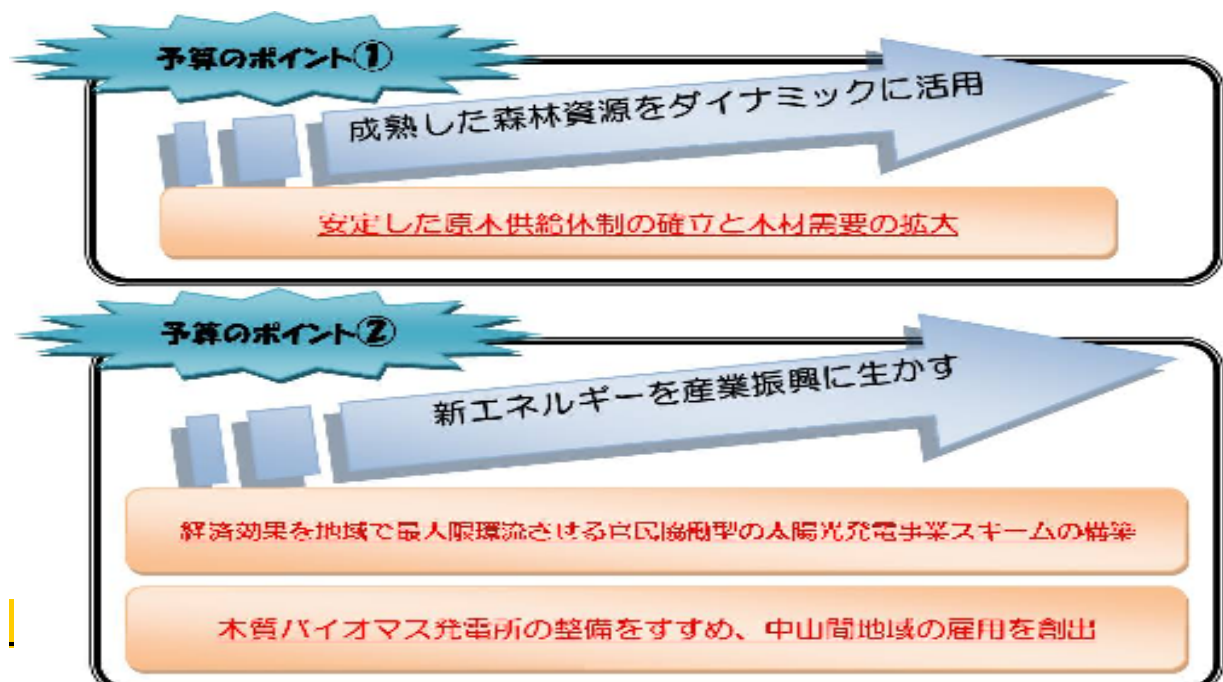 予算のポイント①
成熟した森林資源をダイナミックに活用
安定した原木供給体制の確立と木材需要の拡大
予算のポイント②
新エネルギーを産業振興に生かす
経済効果を地域で最大限環流させる官民協働型の太陽光発電事業スキームの構築
木質バイオマス発電所の整備をすすめ、中山間地域の雇用を創出